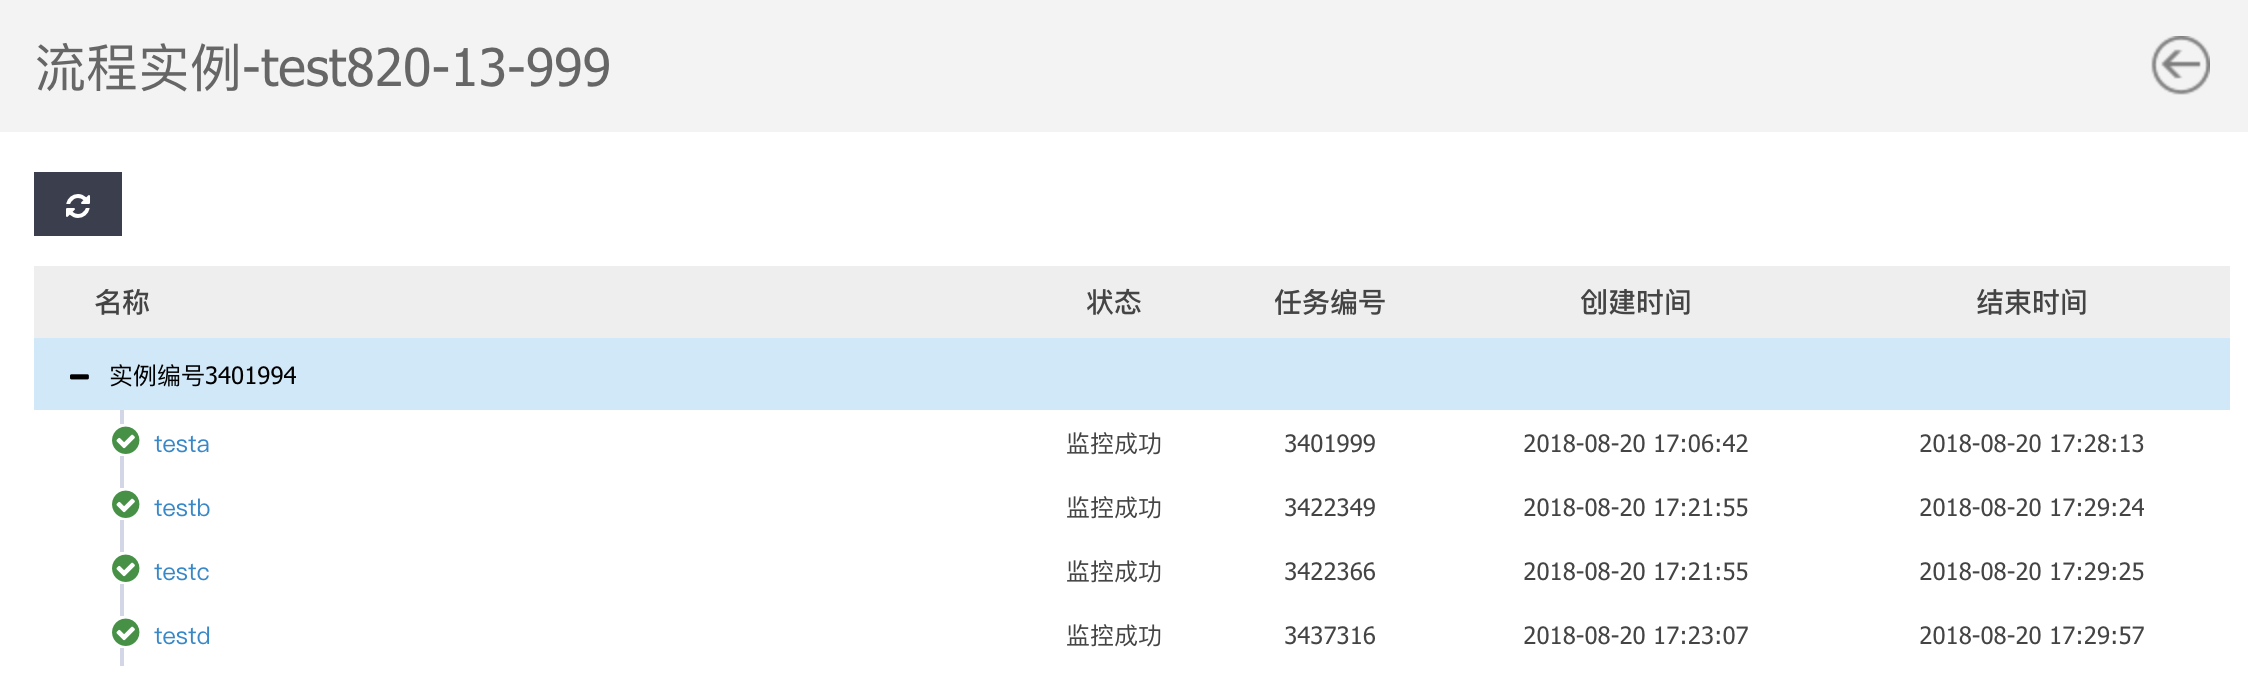 流程实例-test820-13-999
名称 状态 任务编号 创建时间 结束时间
实例编号3401994
testa 监控成功 3401999 2018-08-20 17:06:42 2018-08-20 17:28:13
testb 监控成功 3422349 2018-08-20 17:21:55 2018-08-20 17:29:24
testc 监控成功 3422366 2018-08-20 17:21:55 2018-08-20 17:29:25
testd 监控成功 3437316 2018-08-20 17:23:07 2018-08-20 17:29:57